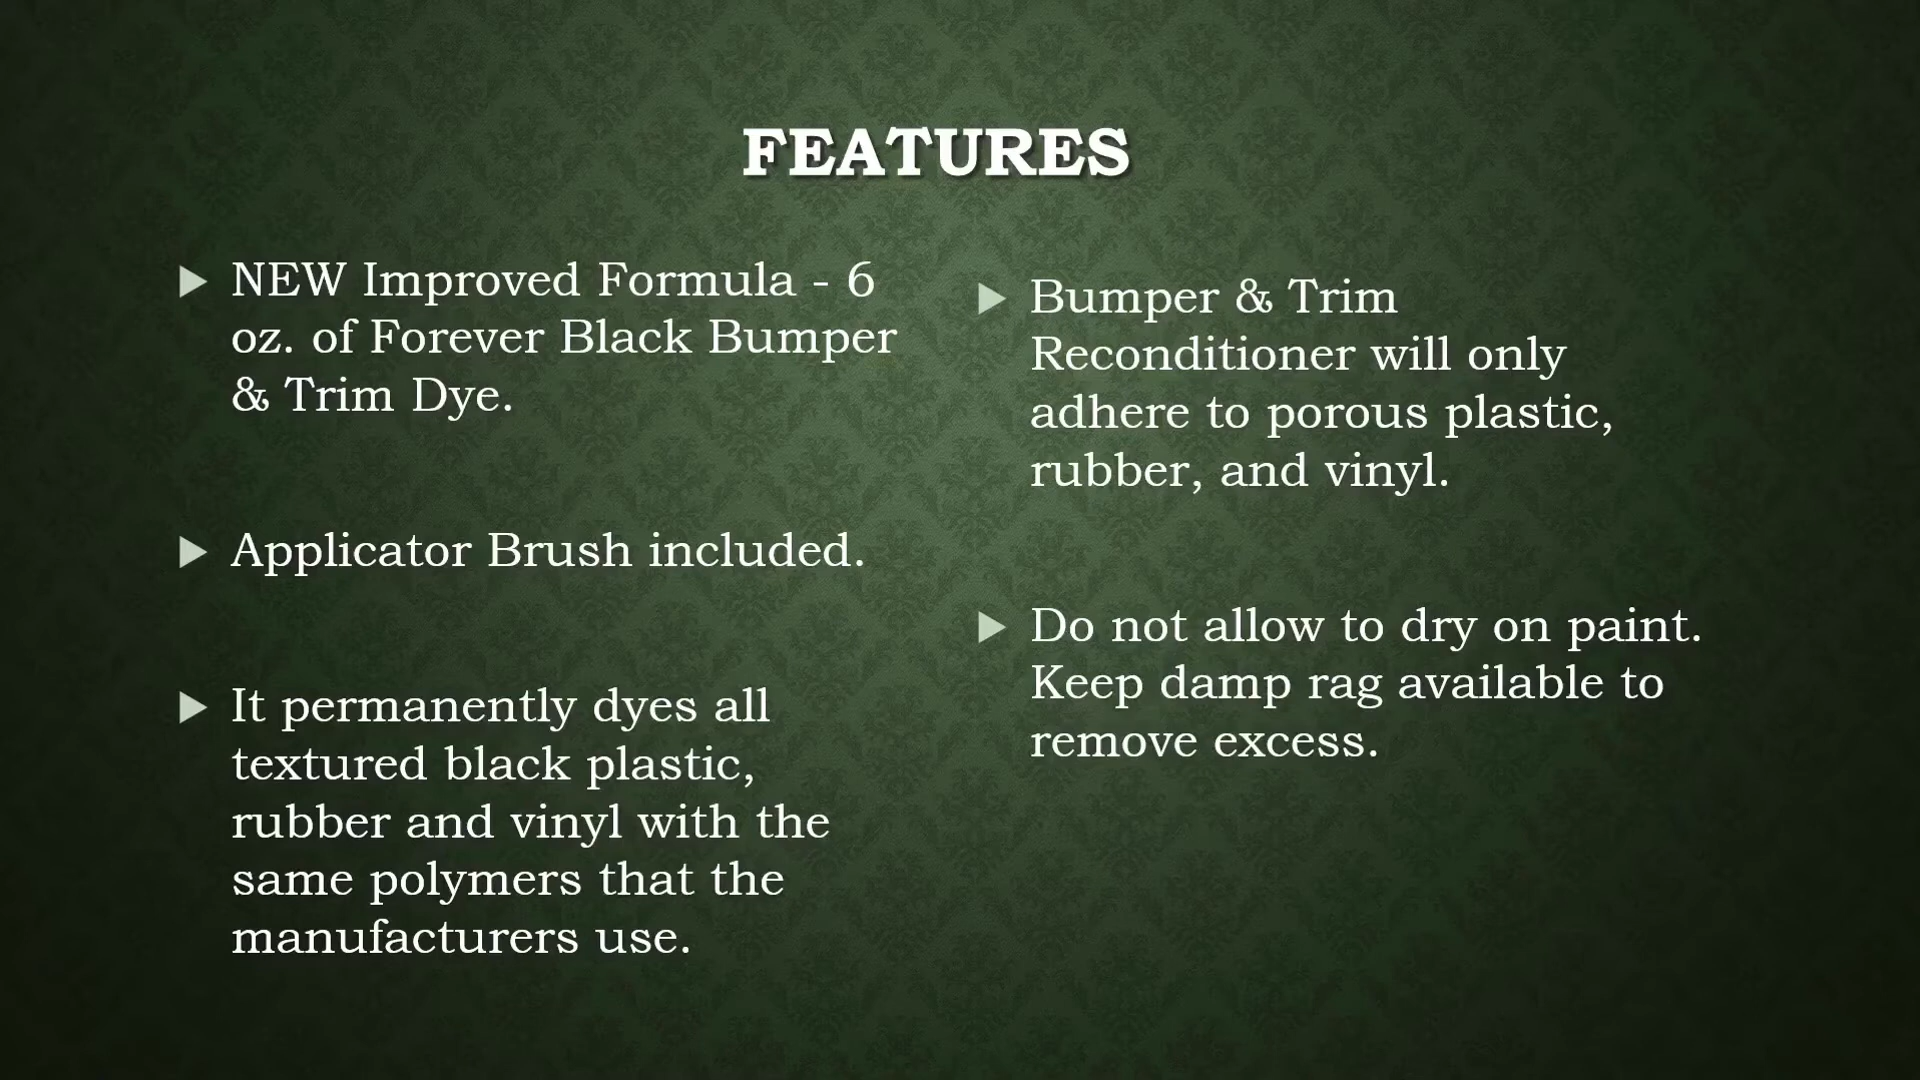 FEATURES
NEW Improved Formula - 6
oz. of Forever Black Bumper
& Trim Dye.
Applicator Brush included.
It permanently dyes all
textured black plastic,
rubber and vinyl with the
same polymers that the
manufacturers use.
Bumper & Trim
Reconditioner will only
adhere to porous plastic,
rubber, and vinyl.
Do not allow to dry on paint.
Keep damp rag available to
remove excess.